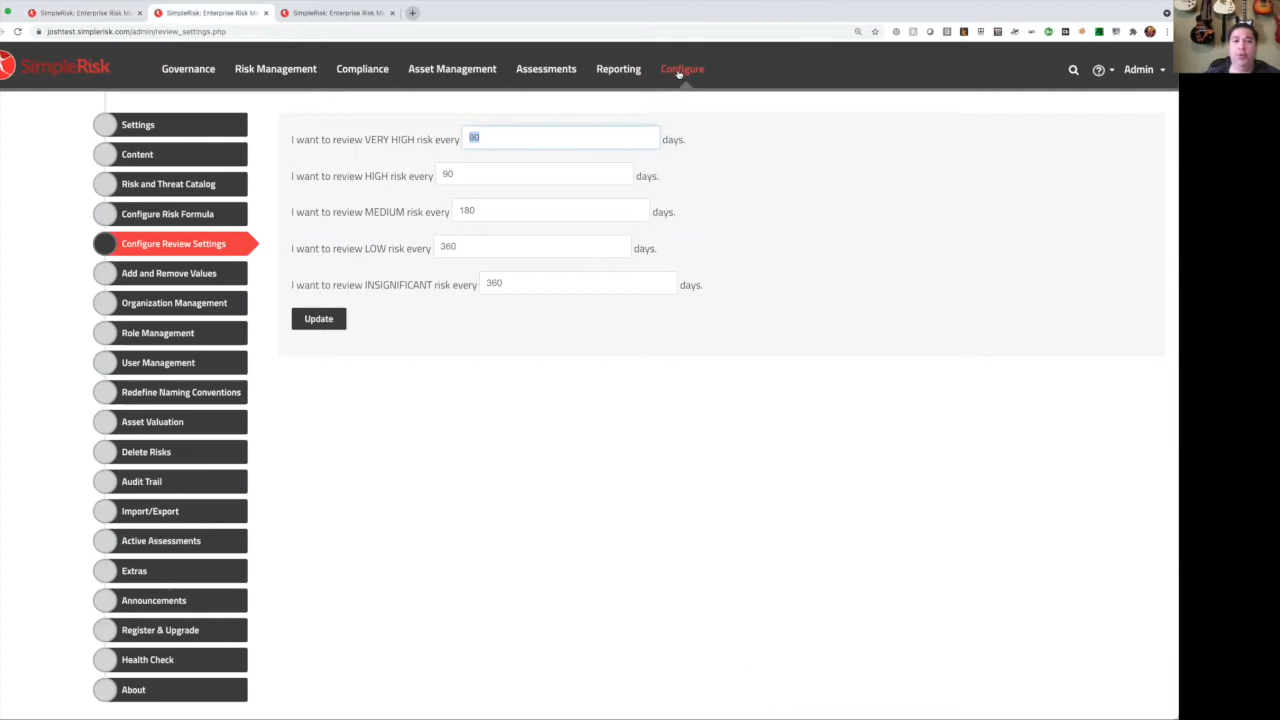 SimpleRisk: Enterprise Risk M
SimpleRisk: Enterprise Risk M
SimpleRisk: Enterprise Risk M
joshtest.simplerisk.com/admin/review_settings.php
SimpleRisk
Governance
Risk Management
Compliance
Asset Management
Assessments
Reporting
Configure
Admin
Settings
Content
Risk and Threat Catalog
Configure Risk Formula
Configure Review Settings
Add and Remove Values
Organization Management
Role Management
User Management
Redefine Naming Conventions
Asset Valuation
Delete Risks
Audit Trail
Import/Export
Active Assessments
Extras
Announcements
Register & Upgrade
Health Check
About
I want to review VERY HIGH risk every 90 days.
I want to review HIGH risk every 90 days.
I want to review MEDIUM risk every 180 days.
I want to review LOW risk every 360 days.
I want to review INSIGNIFICANT risk every 360 days.
Update